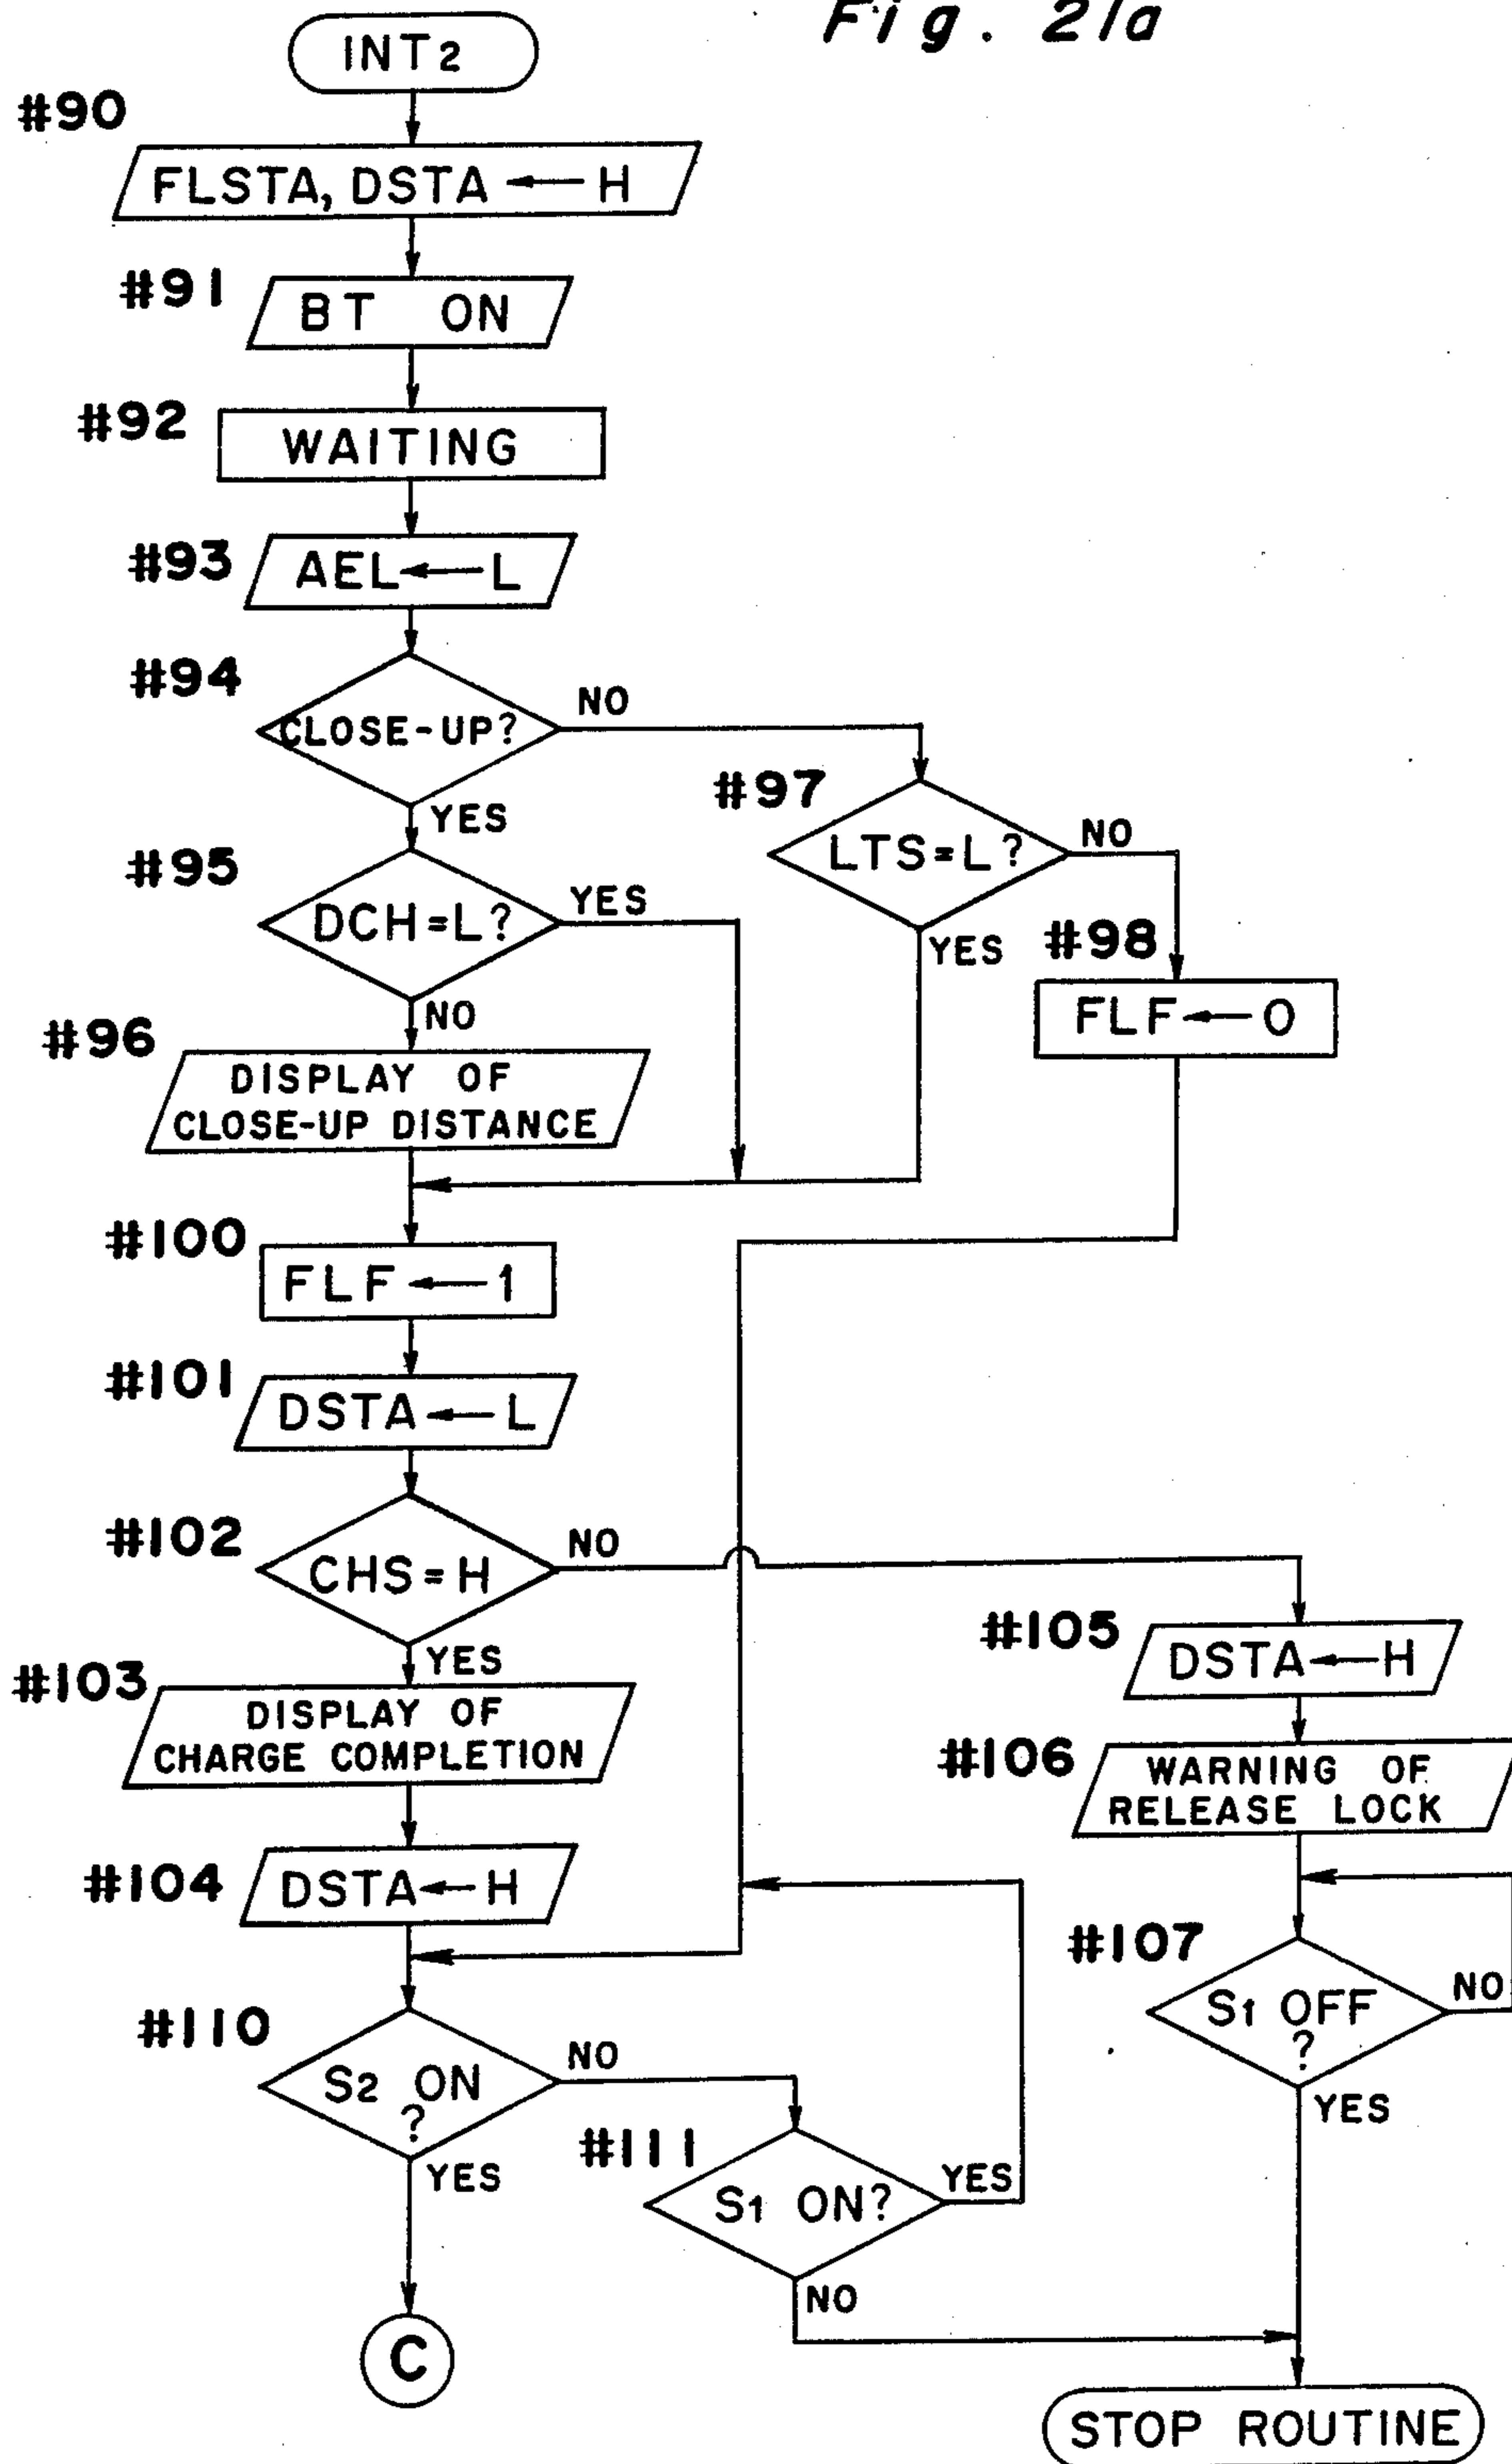 Fig. 21a
INT2
#90
FLSTA, DSTA ← H
#91
BT ON
#92
WAITING
#93
AEL ← L
#94
CLOSE-UP?
NO
YES
#97
LTS=L?
NO
YES
#95
DCH=L?
YES
NO
#98
FLF ← 0
#96
DISPLAY OF
CLOSE-UP DISTANCE
#100
FLF ← 1
#101
DSTA ← L
#102
CHS=H
NO
YES
#105
DSTA ← H
#103
DISPLAY OF
CHARGE COMPLETION
#106
WARNING OF
RELEASE LOCK
#104
DSTA ← H
#107
S1 OFF
?
NO
YES
#110
S2 ON
?
NO
YES
#111
S1 ON?
YES
NO
C
STOP ROUTINE